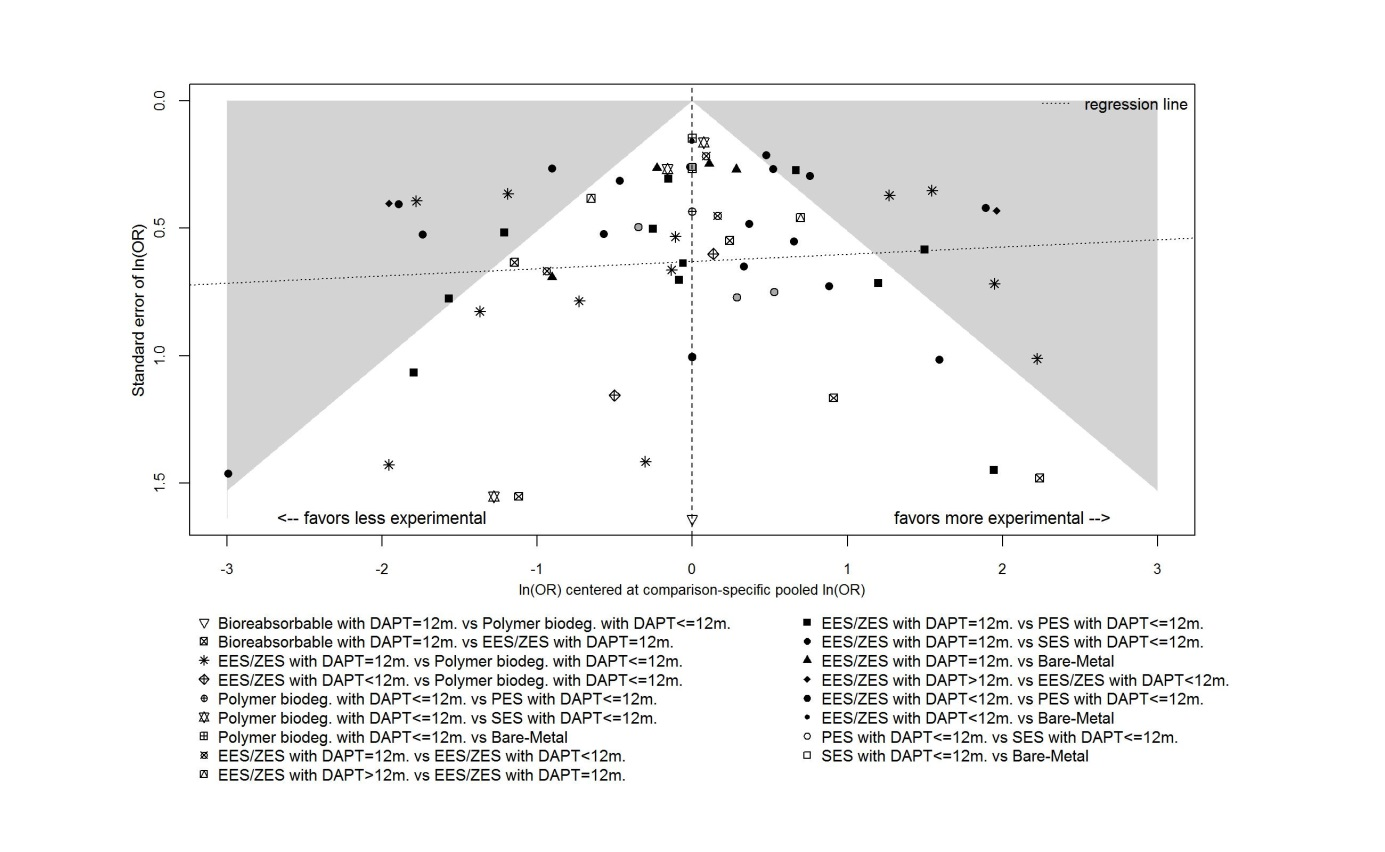 0.0
regression line
0.5
Standard error of ln(OR)
1.0
1.5
<-- favors less experimental
favors more experimental -->
-3
-2
-1
0
1
2
3
ln(OR) centered at comparison-specific pooled ln(OR)
Bioreabsorbable with DAPT=12m. vs Polymer biodeg. with DAPT<=12m.
Bioreabsorbable with DAPT=12m. vs EES/ZES with DAPT=12m.
EES/ZES with DAPT=12m. vs Polymer biodeg. with DAPT<=12m.
EES/ZES with DAPT<12m. vs Polymer biodeg. with DAPT<=12m.
Polymer biodeg. with DAPT<=12m. vs PES with DAPT<=12m.
Polymer biodeg. with DAPT<=12m. vs SES with DAPT<=12m.
Polymer biodeg. with DAPT<=12m. vs Bare-Metal
EES/ZES with DAPT=12m. vs EES/ZES with DAPT<12m.
EES/ZES with DAPT>12m. vs EES/ZES with DAPT=12m.
EES/ZES with DAPT=12m. vs PES with DAPT<=12m.
EES/ZES with DAPT=12m. vs SES with DAPT<=12m.
EES/ZES with DAPT=12m. vs Bare-Metal
EES/ZES with DAPT>12m. vs EES/ZES with DAPT<12m.
EES/ZES with DAPT<12m. vs PES with DAPT<=12m.
EES/ZES with DAPT<12m. vs Bare-Metal
PES with DAPT<=12m. vs SES with DAPT<=12m.
SES with DAPT<=12m. vs Bare-Metal